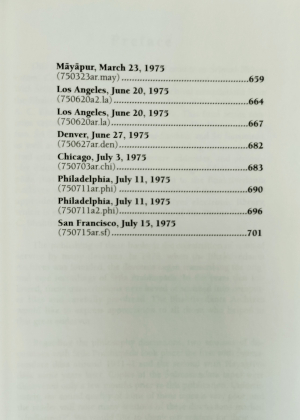 Māyāpur, March 23, 1975
(750323ar.may)..........................................659
Los Angeles, June 20, 1975
(750620a2.la)............................................664
Los Angeles, June 20, 1975
(750620ar.la).............................................667
Denver, June 27, 1975
(750627ar.den)..........................................682
Chicago, July 3, 1975
(750703ar.chi)...........................................683
Philadelphia, July 11, 1975
(750711ar.phi)...........................................690
Philadelphia, July 11, 1975
(750711a2.phi)..........................................696
San Francisco, July 15, 1975
(750715ar.sf).............................................701